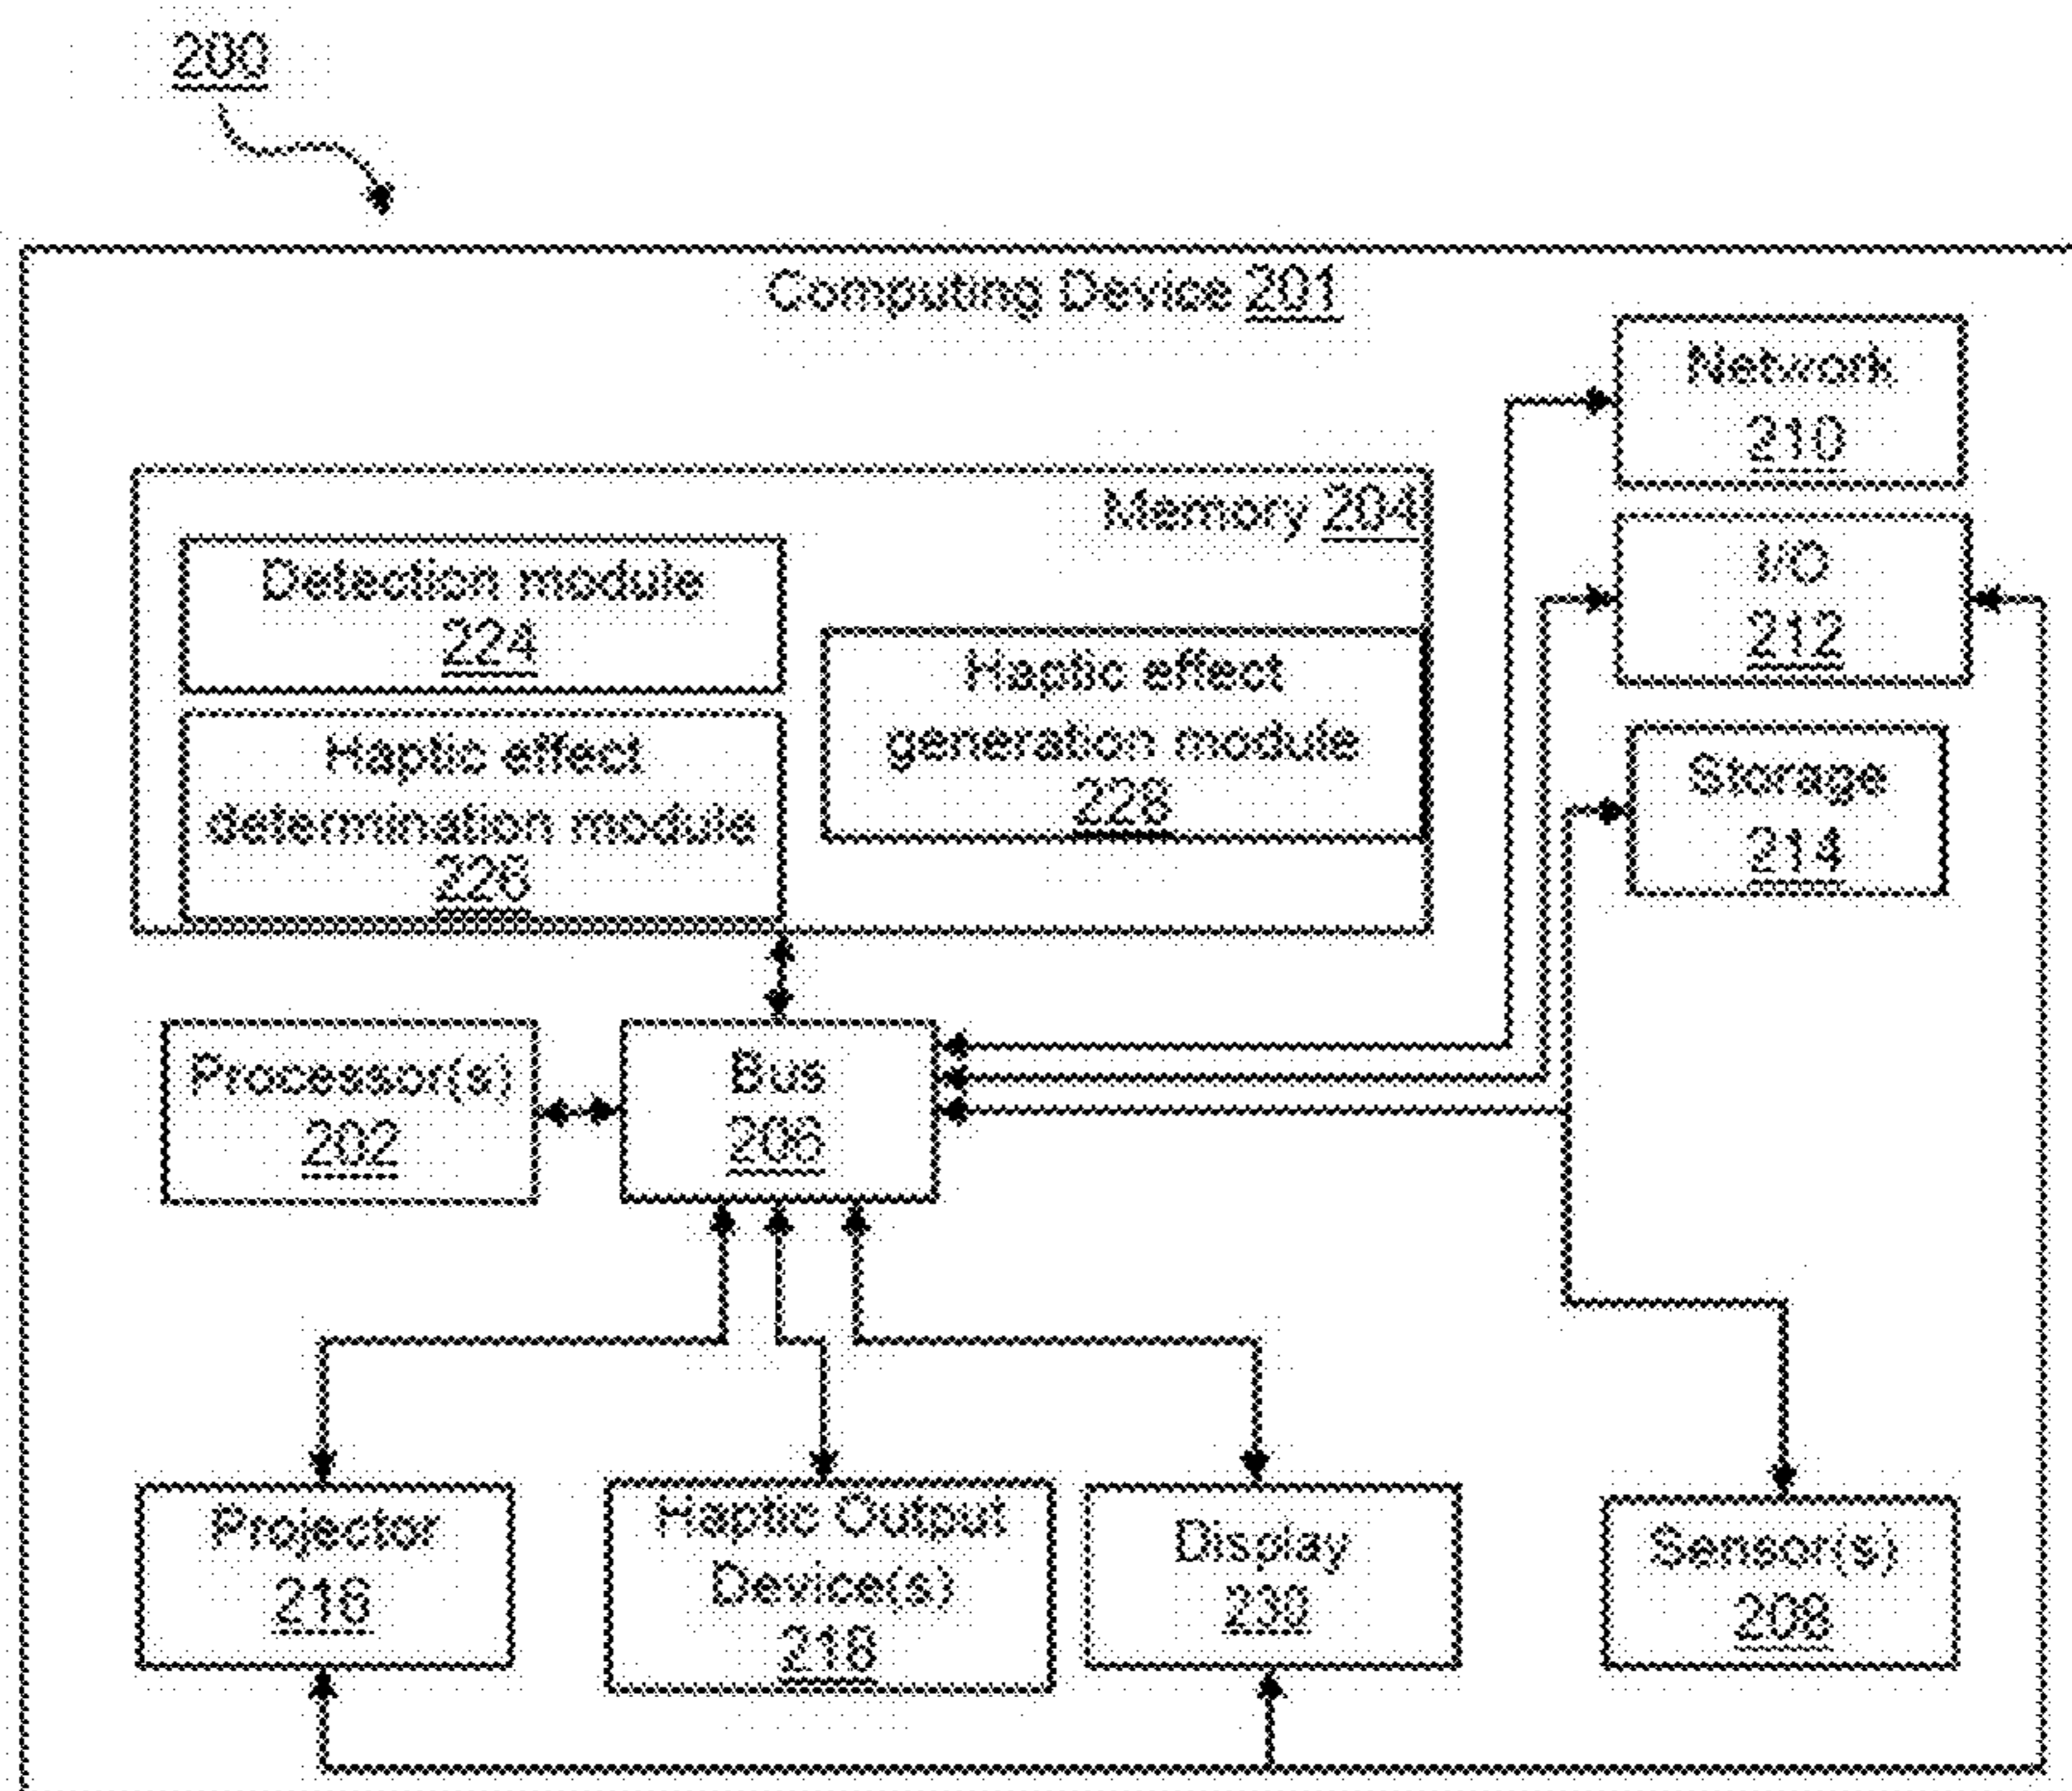 200
Computing Device 201
Network
210
Memory 204
I/O
212
Detection module
224
Haptic effect
generation module
228
Haptic effect
determination module
226
Storage
214
Processor(s)
202
Bus
206
Projector
216
Haptic Output
Device(s)
218
Display
230
Sensor(s)
208